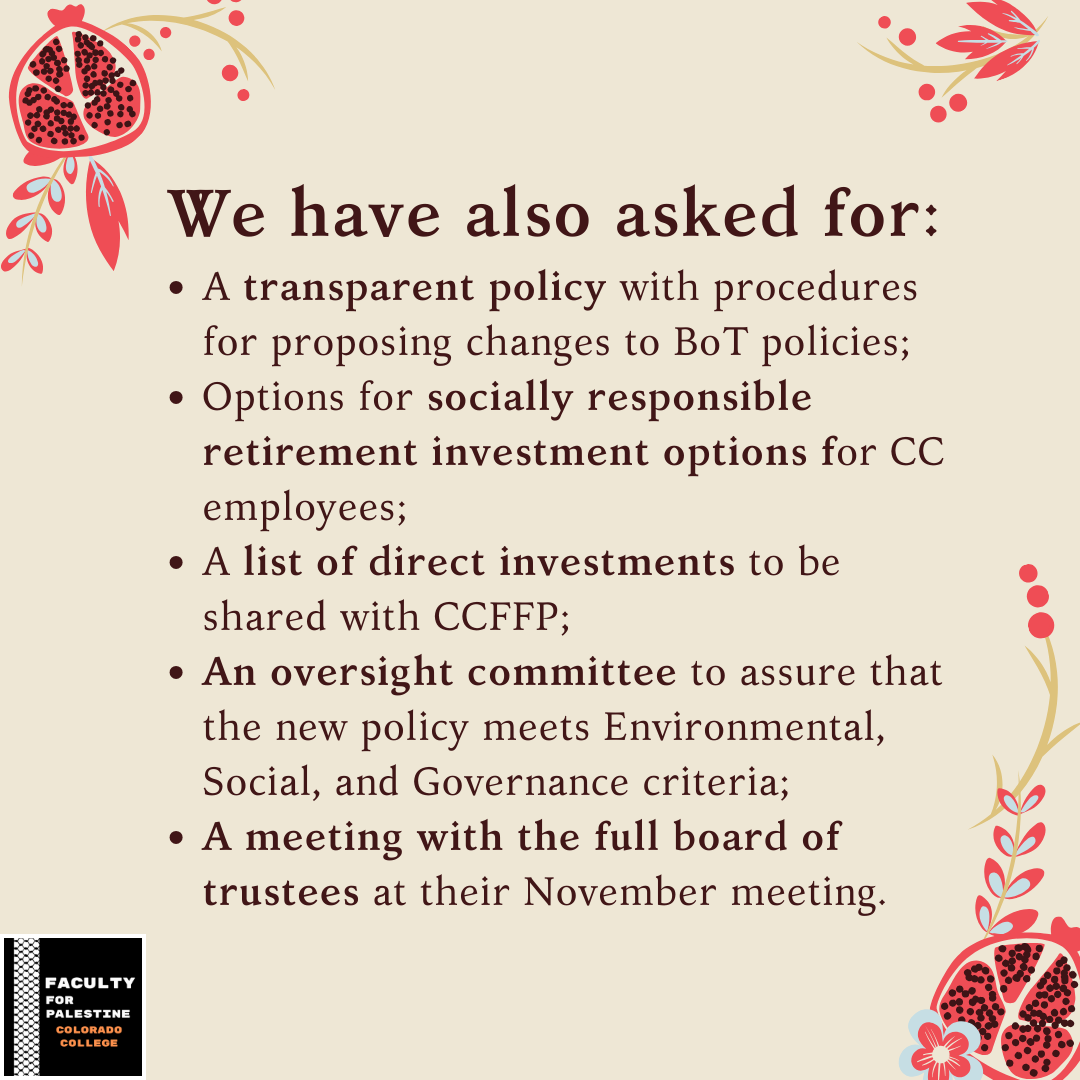 We have also asked for:
• A transparent policy with procedures
for proposing changes to BoT policies;
• Options for socially responsible
retirement investment options for CC
employees;
• A list of direct investments to be
shared with CCFFP;
• An oversight committee to assure that
the new policy meets Environmental,
Social, and Governance criteria;
• A meeting with the full board of
trustees at their November meeting.
FACULTY
FOR
PALESTINE
COLORADO
COLLEGE